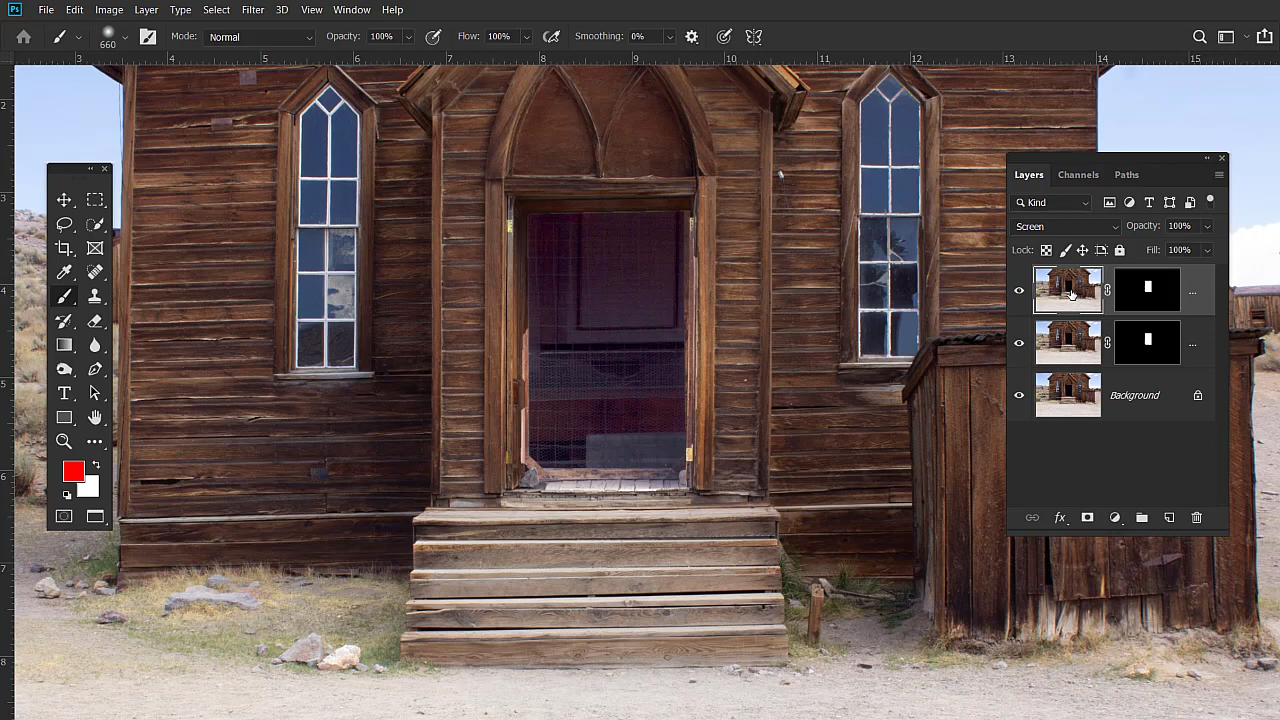 Ps File Edit Image Layer Type Select Filter 3D View Window Help
660 Mode: Normal Opacity: 100% Flow: 100% Smoothing: 0%
3 4 5 6 7 8 9 10 11 12 13 14 15
2
3
4
5
6
7
8
Layers Channels Paths
Kind
Screen Opacity: 100%
Lock: Fill: 100%
...
...
Background
fx